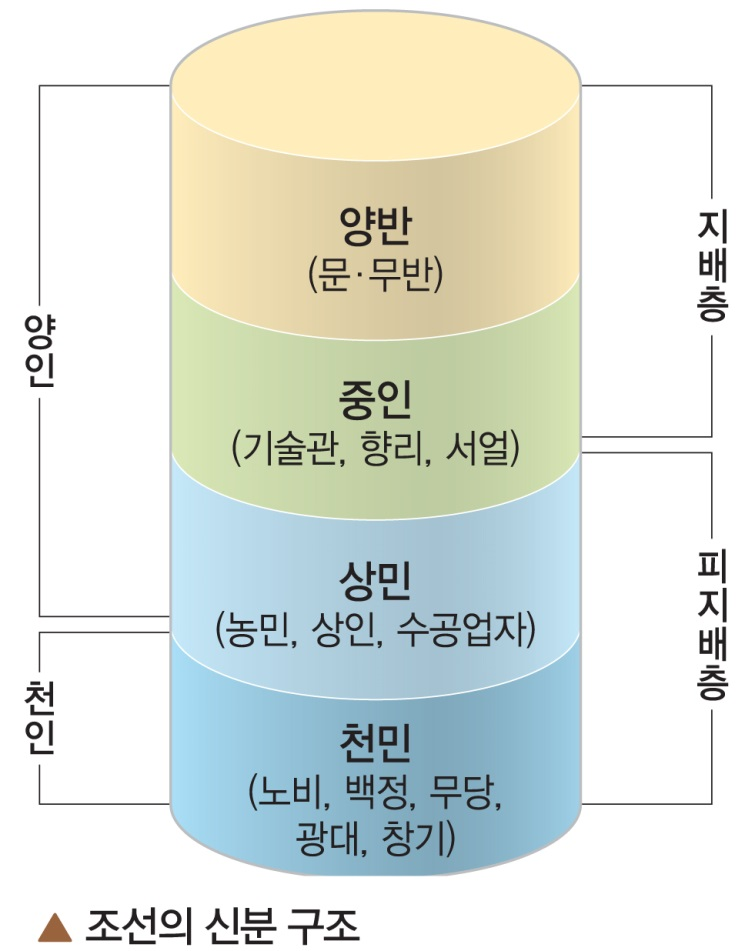 양반
(문·무반)
중인
(기술관, 향리, 서얼)
상민
(농민, 상인, 수공업자)
천민
(노비, 백정, 무당,
광대, 창기)
양인
천인
지배층
피지배층
▲ 조선의 신분 구조